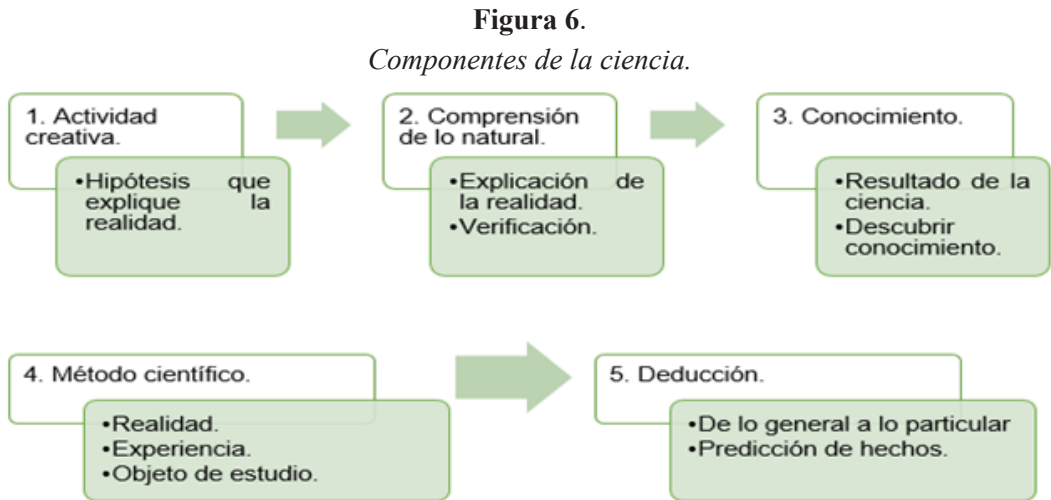 Figura 6.
Componentes de la ciencia.
1. Actividad
creativa.
•Hipótesis que
explique la
realidad.
2. Comprensión
de lo natural.
•Explicación de
la realidad.
•Verificación.
3. Conocimiento.
•Resultado de la
ciencia.
•Descubrir
conocimiento.
4. Método científico.
•Realidad.
•Experiencia.
•Objeto de estudio.
5. Deducción.
•De lo general a lo particular
•Predicción de hechos.